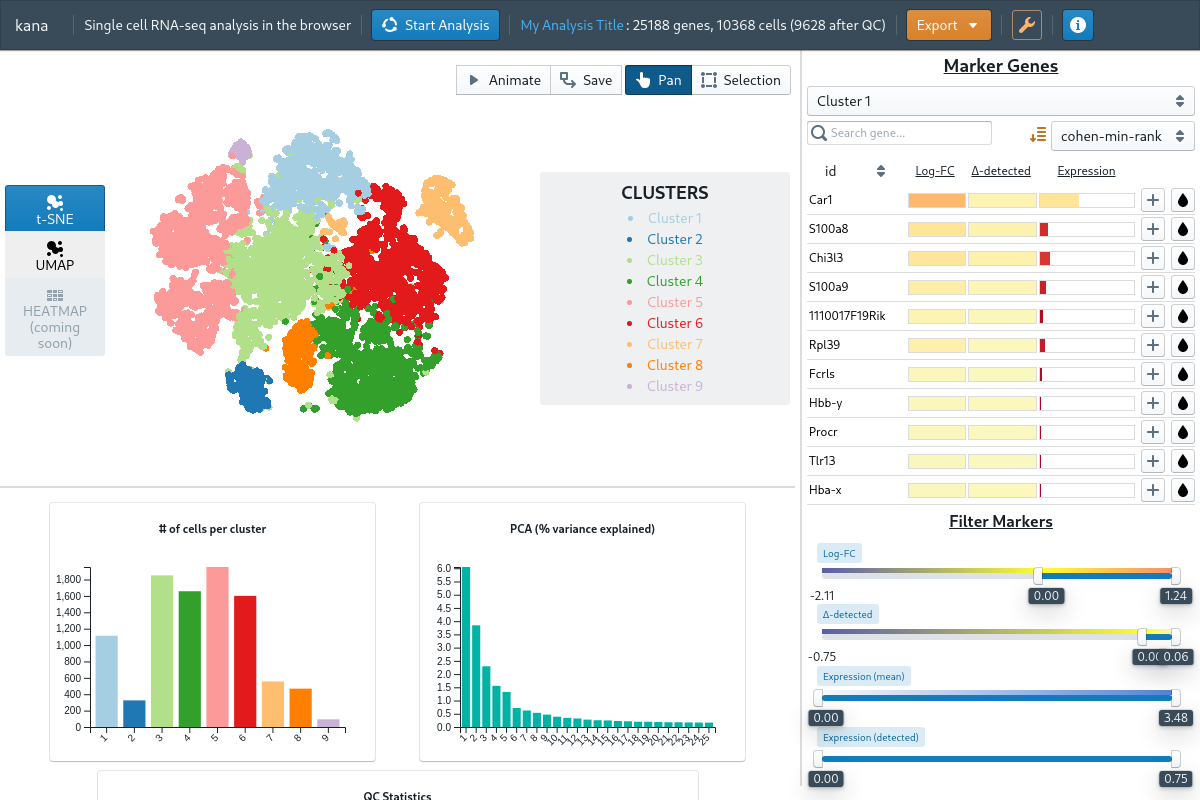 kana
Single cell RNA-seq analysis in the browser
Start Analysis
My Analysis Title : 25188 genes, 10368 cells (9628 after QC)
Export
Animate
Save
Pan
Selection
t-SNE
UMAP
HEATMAP
(coming
soon)
CLUSTERS
Cluster 1
Cluster 2
Cluster 3
Cluster 4
Cluster 5
Cluster 6
Cluster 7
Cluster 8
Cluster 9
# of cells per cluster
1,800
1,600
1,400
1,200
1,000
800
600
400
200
0
1 2 3 4 5 6 7 8 9
PCA (% variance explained)
6.0
5.5
5.0
4.5
4.0
3.5
3.0
2.5
2.0
1.5
1.0
0.5
0.0
1 2 3 4 5 6 7 8 9 10 11 12 13 14 15 16 17 18 19 20 21 22 23 24 25
QC Statistics
Marker Genes
Cluster 1
Search gene...
cohen-min-rank
id Log-FC Δ-detected Expression
Car1
S100a8
Chi3l3
S100a9
1110017F19Rik
Rpl39
Fcrls
Hbb-y
Procr
Tlr13
Hba-x
Filter Markers
Log-FC
-2.11 0.00 1.24
Δ-detected
-0.75 0.06
Expression (mean)
0.00 3.48
Expression (detected)
0.00 0.75